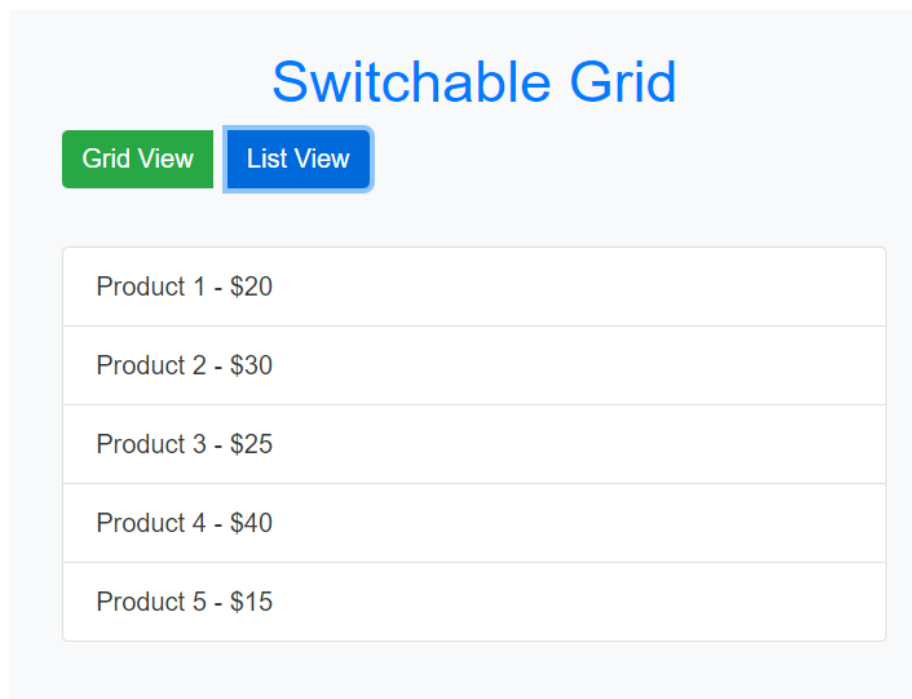 Switchable Grid
Grid View List View
Product 1 - $20
Product 2 - $30
Product 3 - $25
Product 4 - $40
Product 5 - $15